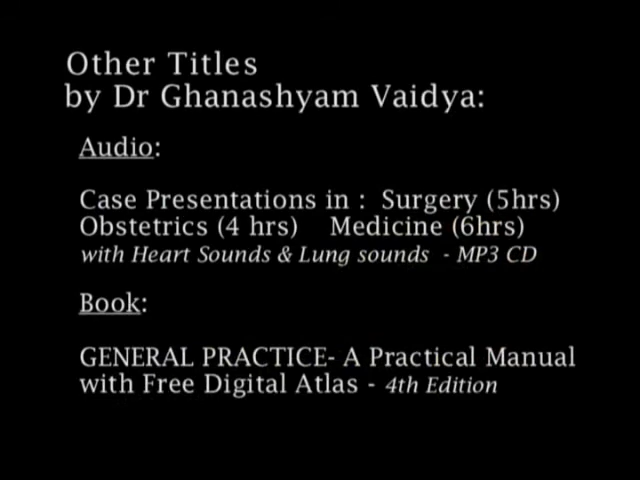 Other Titles
by Dr Ghanashyam Vaidya:
Audio:
Case Presentations in : Surgery (5hrs)
Obstetrics (4 hrs) Medicine (6hrs)
with Heart Sounds & Lung sounds - MP3 CD
Book:
GENERAL PRACTICE- A Practical Manual
with Free Digital Atlas - 4th Edition